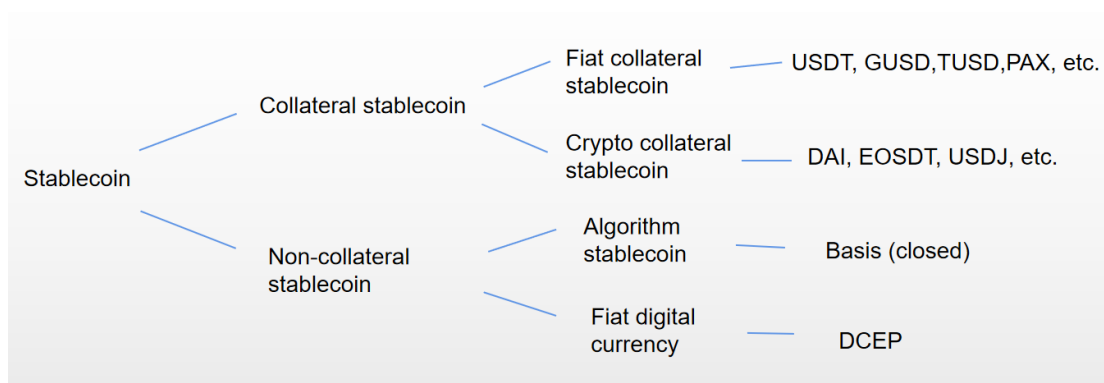 Stablecoin
Collateral stablecoin
Fiat collateral
stablecoin
USDT, GUSD,TUSD,PAX, etc.
Crypto collateral
stablecoin
DAI, EOSDT, USDJ, etc.
Non-collateral
stablecoin
Algorithm
stablecoin
Basis (closed)
Fiat digital
currency
DCEP